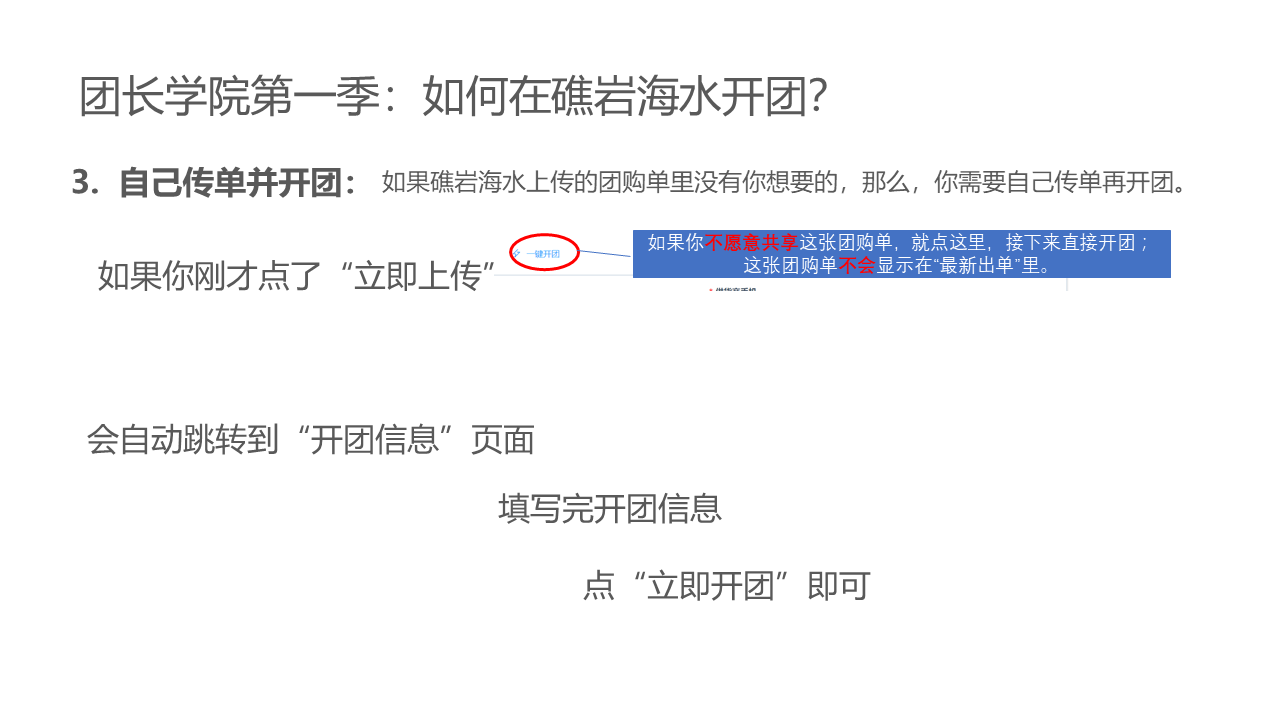 团长学院第一季：如何在礁岩海水开团？
3. 自己传单并开团： 如果礁岩海水上传的团购单里没有你想要的，那么，你需要自己传单再开团。
一键开团
如果你不愿意共享这张团购单，就点这里，接下来直接开团；
这张团购单不会显示在“最新出单”里。
如果你刚才点了“立即上传”
会自动跳转到“开团信息”页面
填写完开团信息
点“立即开团”即可